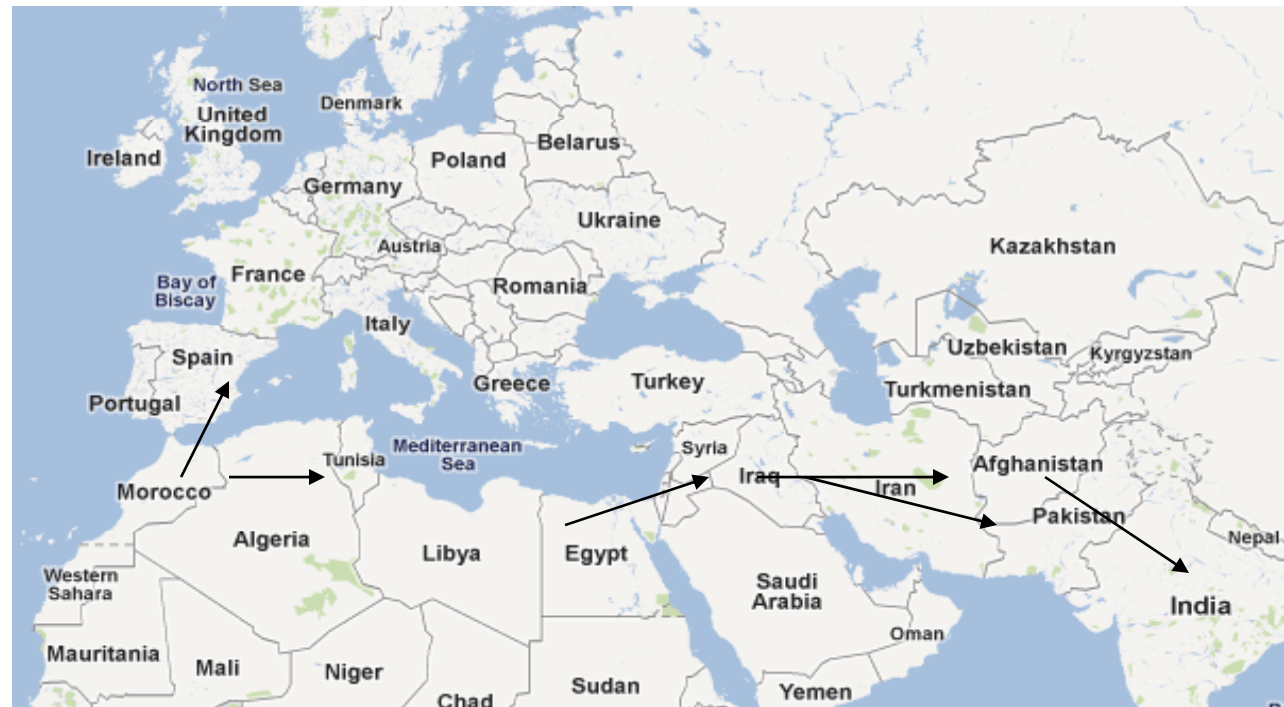 North Sea
United
Kingdom
Denmark
Ireland
Belarus
Poland
Germany
Ukraine
Austria
Kazakhstan
France
Bay of
Biscay
Romania
Italy
Uzbekistan
Kyrgyzstan
Spain
Turkey
Greece
Turkmenistan
Portugal
Mediterranean
Sea
Syria
Tunisia
Afghanistan
Iraq
Iran
Morocco
Pakistan
Algeria
Nepal
Libya
Egypt
Western
Sahara
Saudi
Arabia
India
Oman
Mauritania
Mali
Niger
Sudan
Yemen
Chad